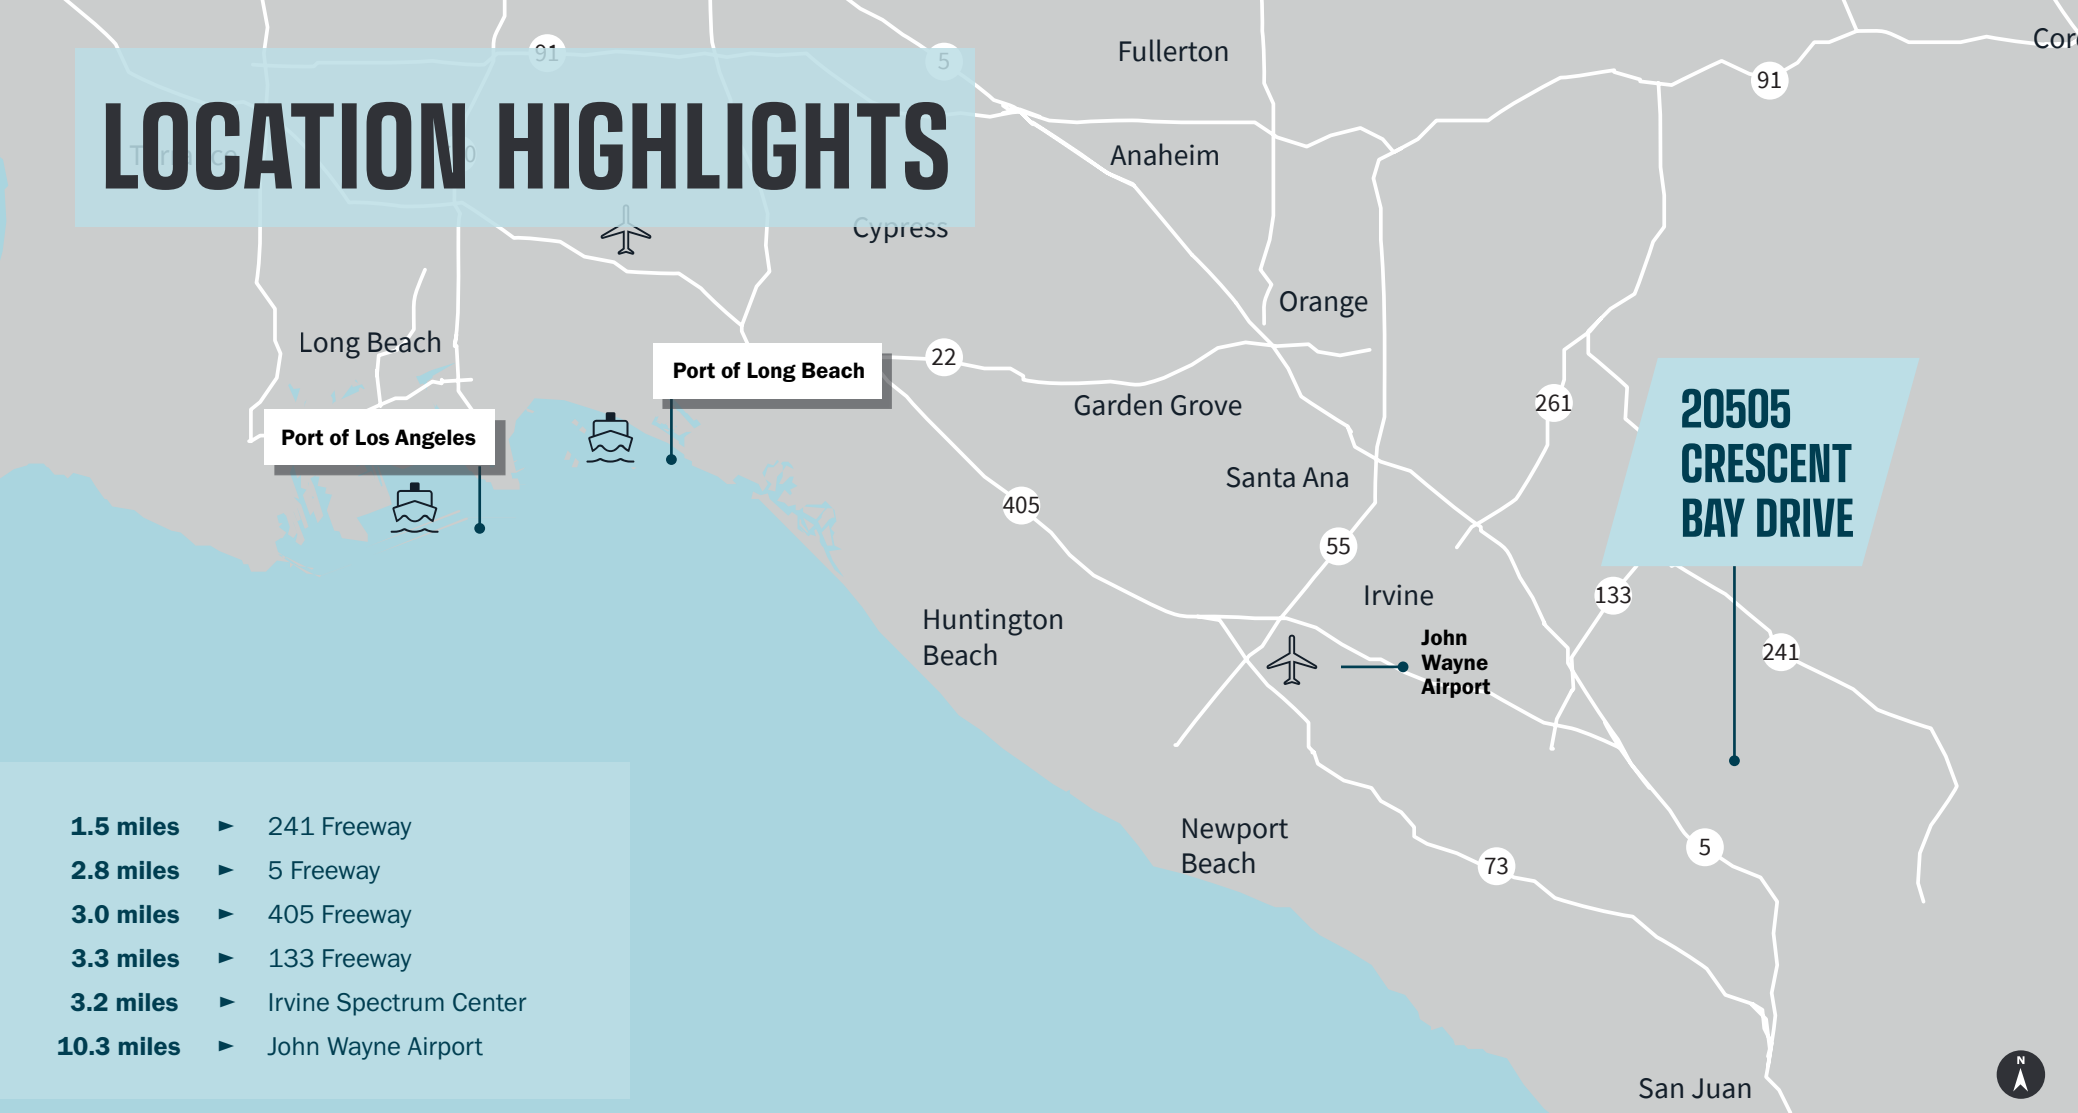 LOCATION HIGHLIGHTS
91
5
Fullerton
91
Torrance
Anaheim
Cypress
Orange
Long Beach
Port of Long Beach
22
Garden Grove
261
20505
CRESCENT
BAY DRIVE
Port of Los Angeles
Santa Ana
405
55
Irvine
133
Huntington
Beach
John
Wayne
Airport
241
Newport
Beach
73
5
1.5 miles ► 241 Freeway
2.8 miles ► 5 Freeway
3.0 miles ► 405 Freeway
3.3 miles ► 133 Freeway
3.2 miles ► Irvine Spectrum Center
10.3 miles ► John Wayne Airport
San Juan
N